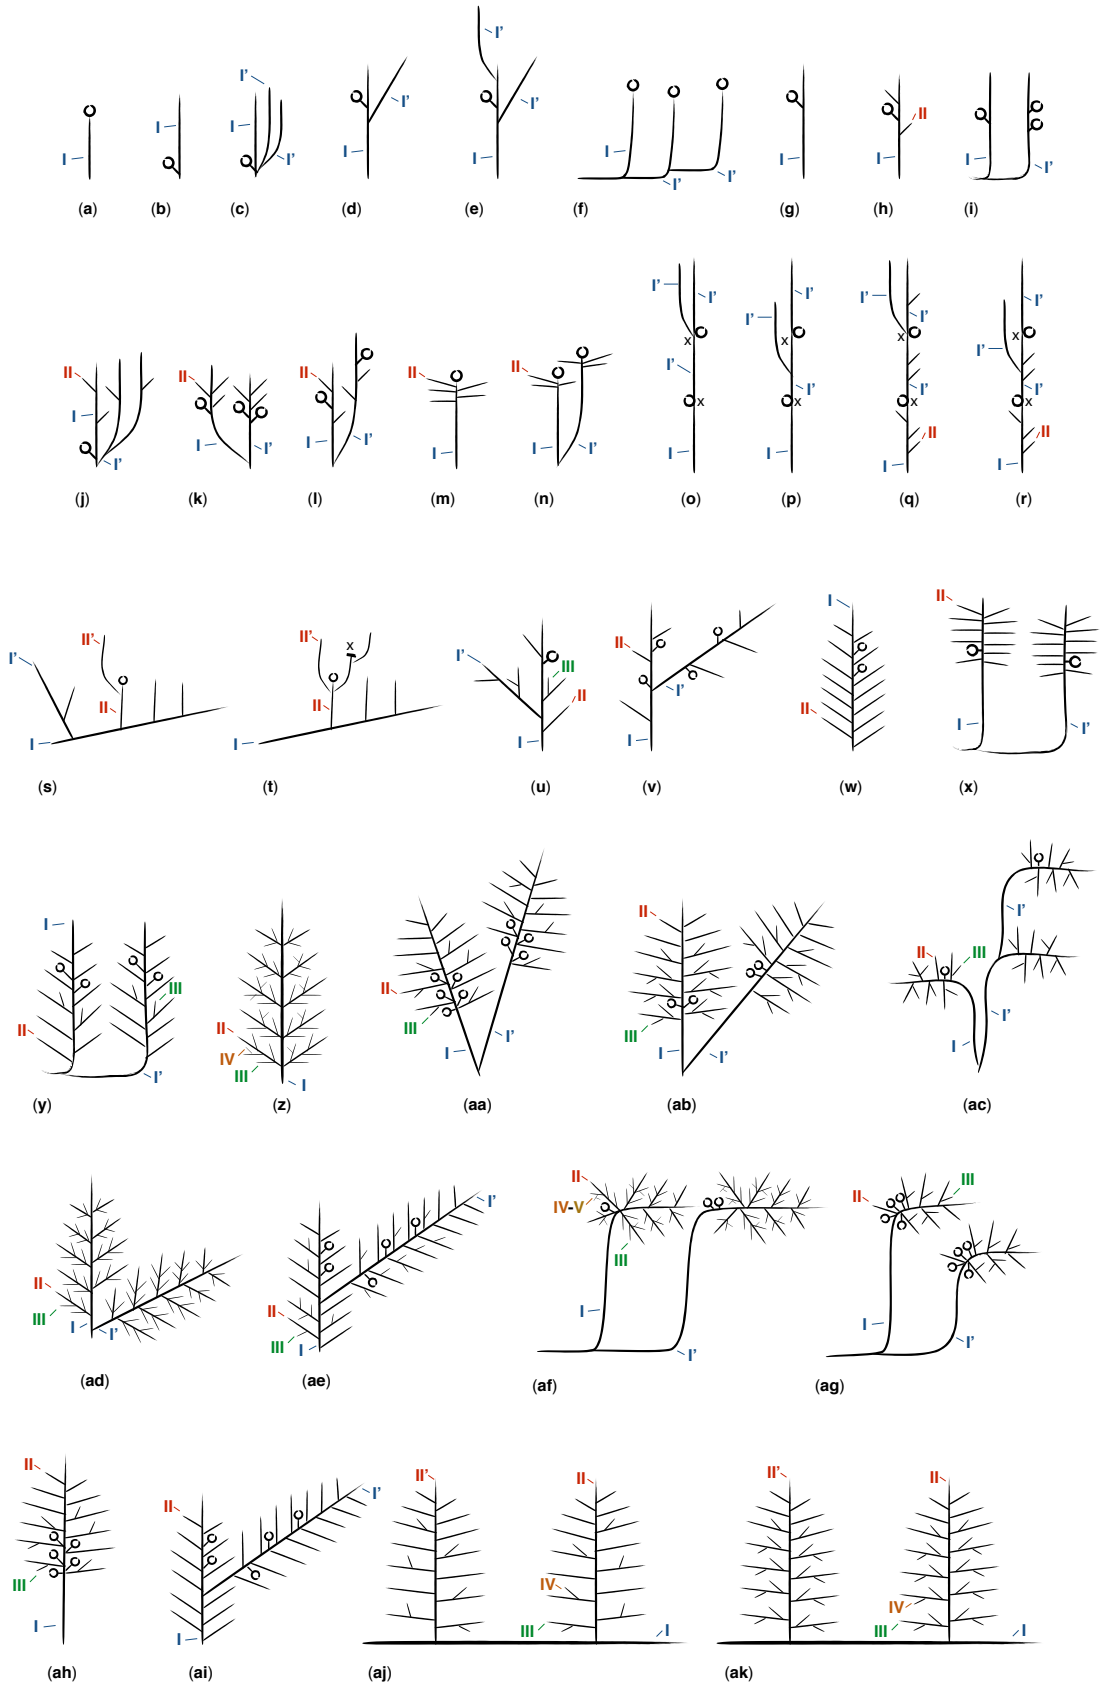 I'
I'
I'
I I I I' I' II
I I I I I I I I'
I' I'
(a) (b) (c) (d) (e) (f) (g) (h) (i)
I' I' I' I' I' I'
II II II II II I' I' I' I'
x x x x
I' I' I'
x x x x
I I I' I' I' II II
I I I I I I I
I'
(j) (k) (l) (m) (n) (o) (p) (q) (r)
I II
II' II' II
I' x I' III
II II II I' II
I I'
I I I I
(s) (t) (u) (v) (w) (x)
I II
II III
III II I'
II II III III I'
IV I I' I I' I
III I
I'
(y) (z) (aa) (ab) (ac)
II III
II
I' IV-V
III
II
III II I I
I I' III I I' I'
(ad) (ae) (af) (ag)
II II' II II' II
II I'
III IV IV
I I III I III I
(ah) (ai) (aj) (ak)